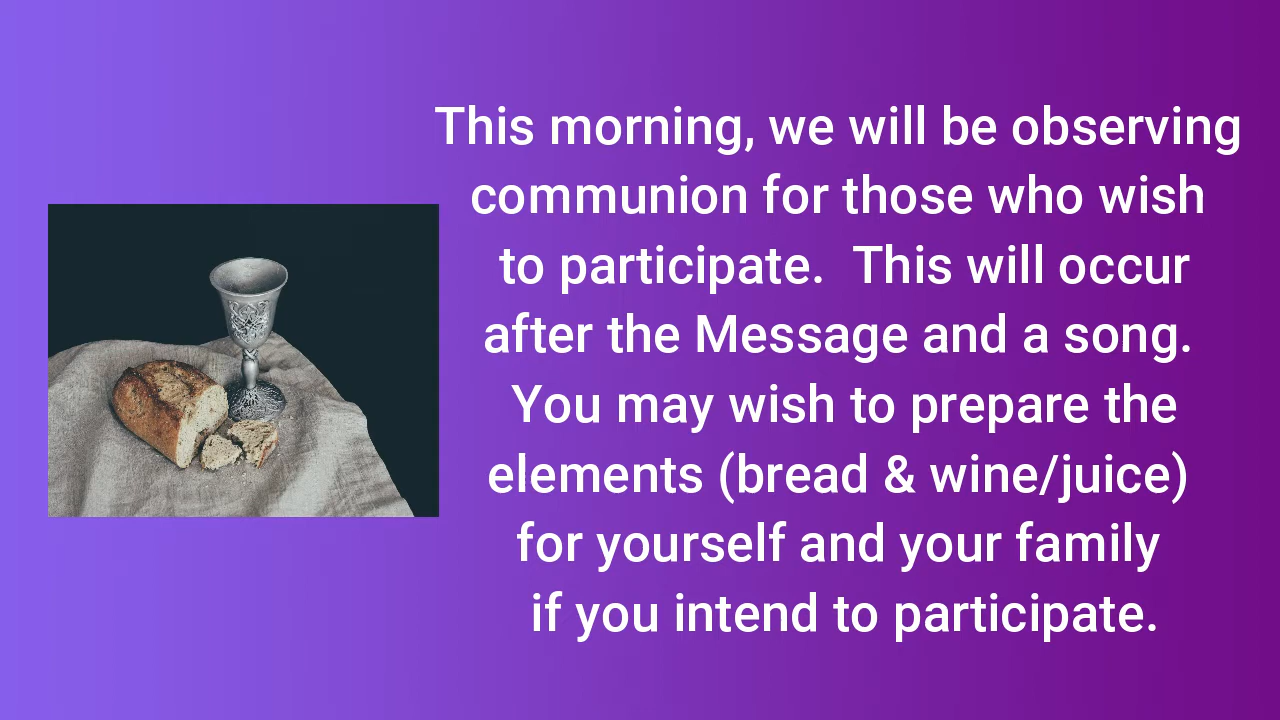 This morning, we will be observing
communion for those who wish
to participate.  This will occur
after the Message and a song.
You may wish to prepare the
elements (bread & wine/juice)
for yourself and your family
if you intend to participate.